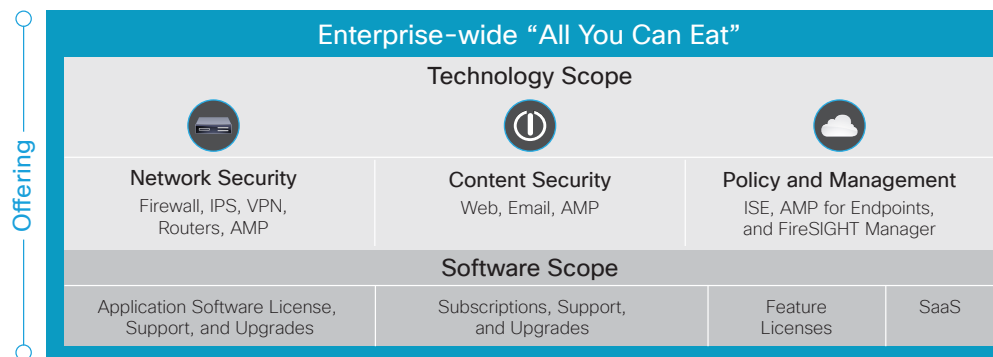 Offering
Enterprise-wide “All You Can Eat”
Technology Scope
Network Security
Firewall, IPS, VPN,
Routers, AMP
Content Security
Web, Email, AMP
Policy and Management
ISE, AMP for Endpoints,
and FireSIGHT Manager
Software Scope
Application Software License,
Support, and Upgrades
Subscriptions, Support,
and Upgrades
Feature
Licenses
SaaS